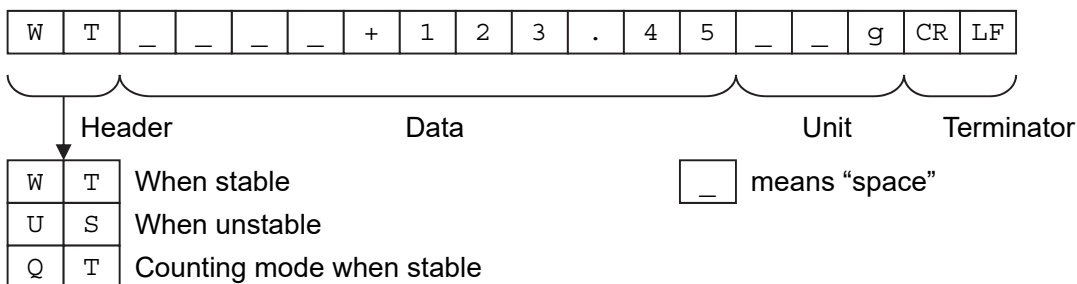 W T _ _ _ _ + 1 2 3 . 4 5 _ _ g CR LF
Header Data Unit Terminator
W T When stable _ means “space”
U S When unstable
Q T Counting mode when stable